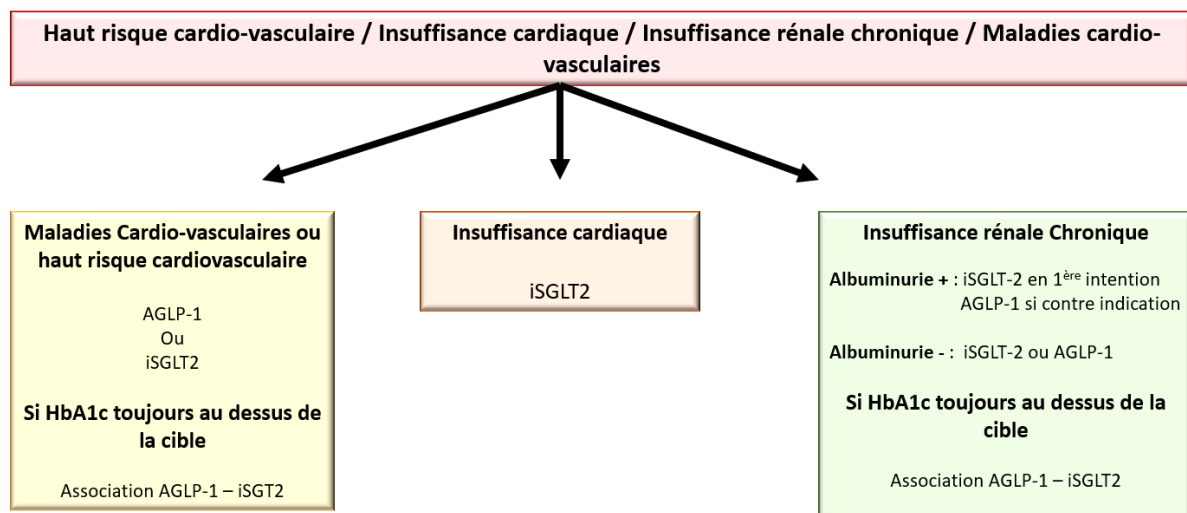 Haut risque cardio-vasculaire / Insuffisance cardiaque / Insuffisance rénale chronique / Maladies cardio-
vasculaires
Maladies Cardio-vasculaires ou
haut risque cardiovasculaire
AGLP-1
Ou
iSGLT2
Si HbA1c toujours au dessus de
la cible
Association AGLP-1 – iSGT2
Insuffisance cardiaque
iSGLT2
Insuffisance rénale Chronique
Albuminurie + : iSGLT-2 en 1ère intention
AGLP-1 si contre indication
Albuminurie - : iSGLT-2 ou AGLP-1
Si HbA1c toujours au dessus de la
cible
Association AGLP-1 – iSGLT2